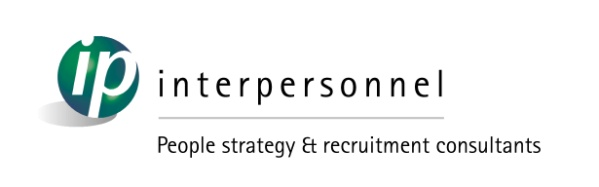 ip interpersonnel
People strategy & recruitment consultants